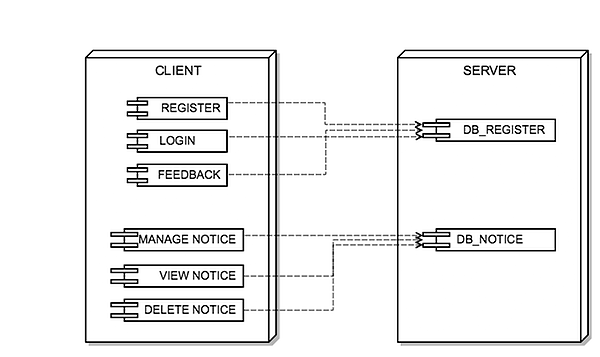 CLIENT
SERVER
REGISTER
LOGIN
FEEDBACK
DB_REGISTER
MANAGE NOTICE
VIEW NOTICE
DELETE NOTICE
DB_NOTICE